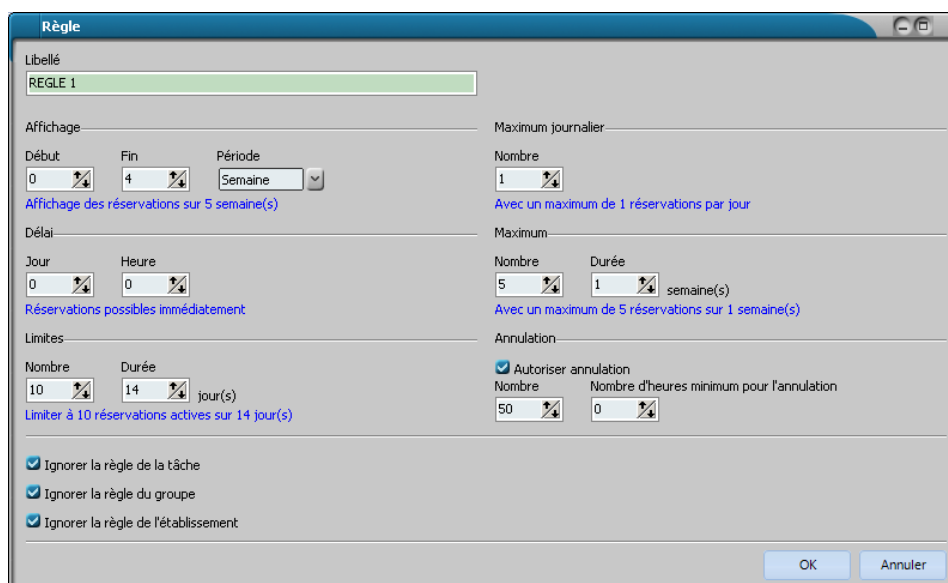 Règle
Libellé
REGLE 1
Affichage
Début Fin Période
0 4 Semaine
Affichage des réservations sur 5 semaine(s)
Maximum journalier
Nombre
1
Avec un maximum de 1 réservations par jour
Délai
Jour Heure
0 0
Réservations possibles immédiatement
Maximum
Nombre Durée
5 1 semaine(s)
Avec un maximum de 5 réservations sur 1 semaine(s)
Limites
Nombre Durée
10 14 jour(s)
Limiter à 10 réservations actives sur 14 jour(s)
Annulation
Autoriser annulation
Nombre Nombre d'heures minimum pour l'annulation
50 0
Ignorer la règle de la tâche
Ignorer la règle du groupe
Ignorer la règle de l'établissement
OK Annuler